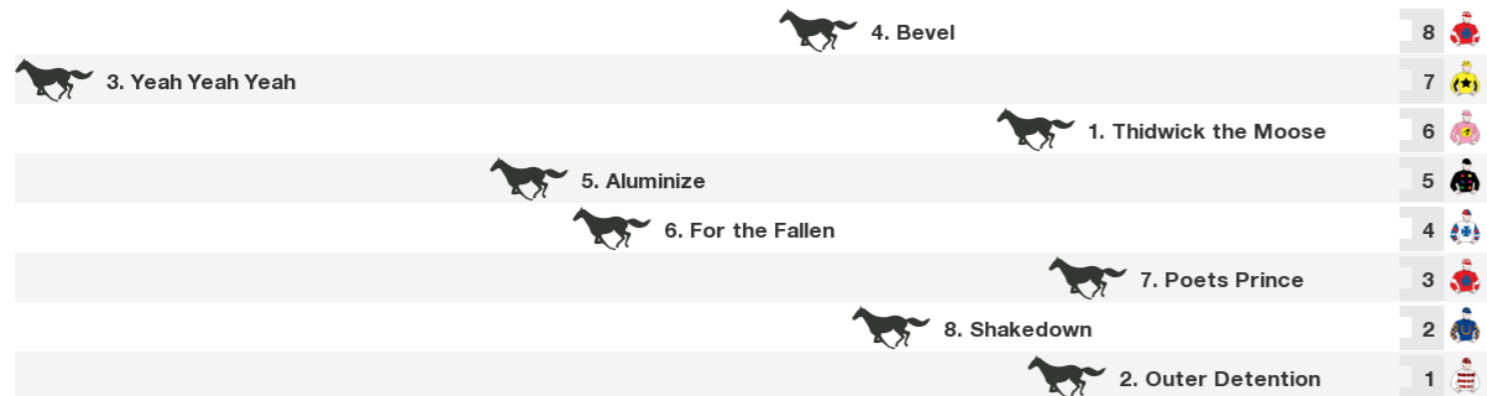 4. Bevel 8
3. Yeah Yeah Yeah 7
1. Thidwick the Moose 6
5. Aluminize 5
6. For the Fallen 4
7. Poets Prince 3
8. Shakedown 2
2. Outer Detention 1